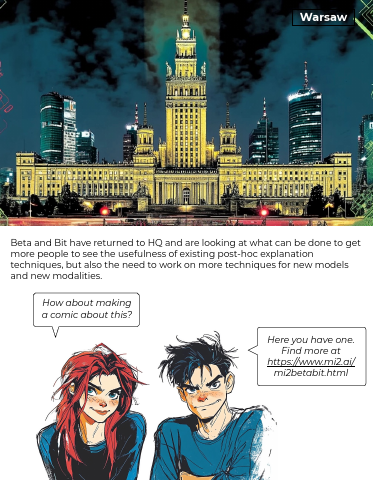 Warsaw
Beta and Bit have returned to HQ and are looking at what can be done to get
more people to see the usefulness of existing post-hoc explanation
techniques, but also the need to work on more techniques for new models
and new modalities.
How about making
a comic about this?
Here you have one.
Find more at
https://www.mi2.ai/
mi2betabit.html